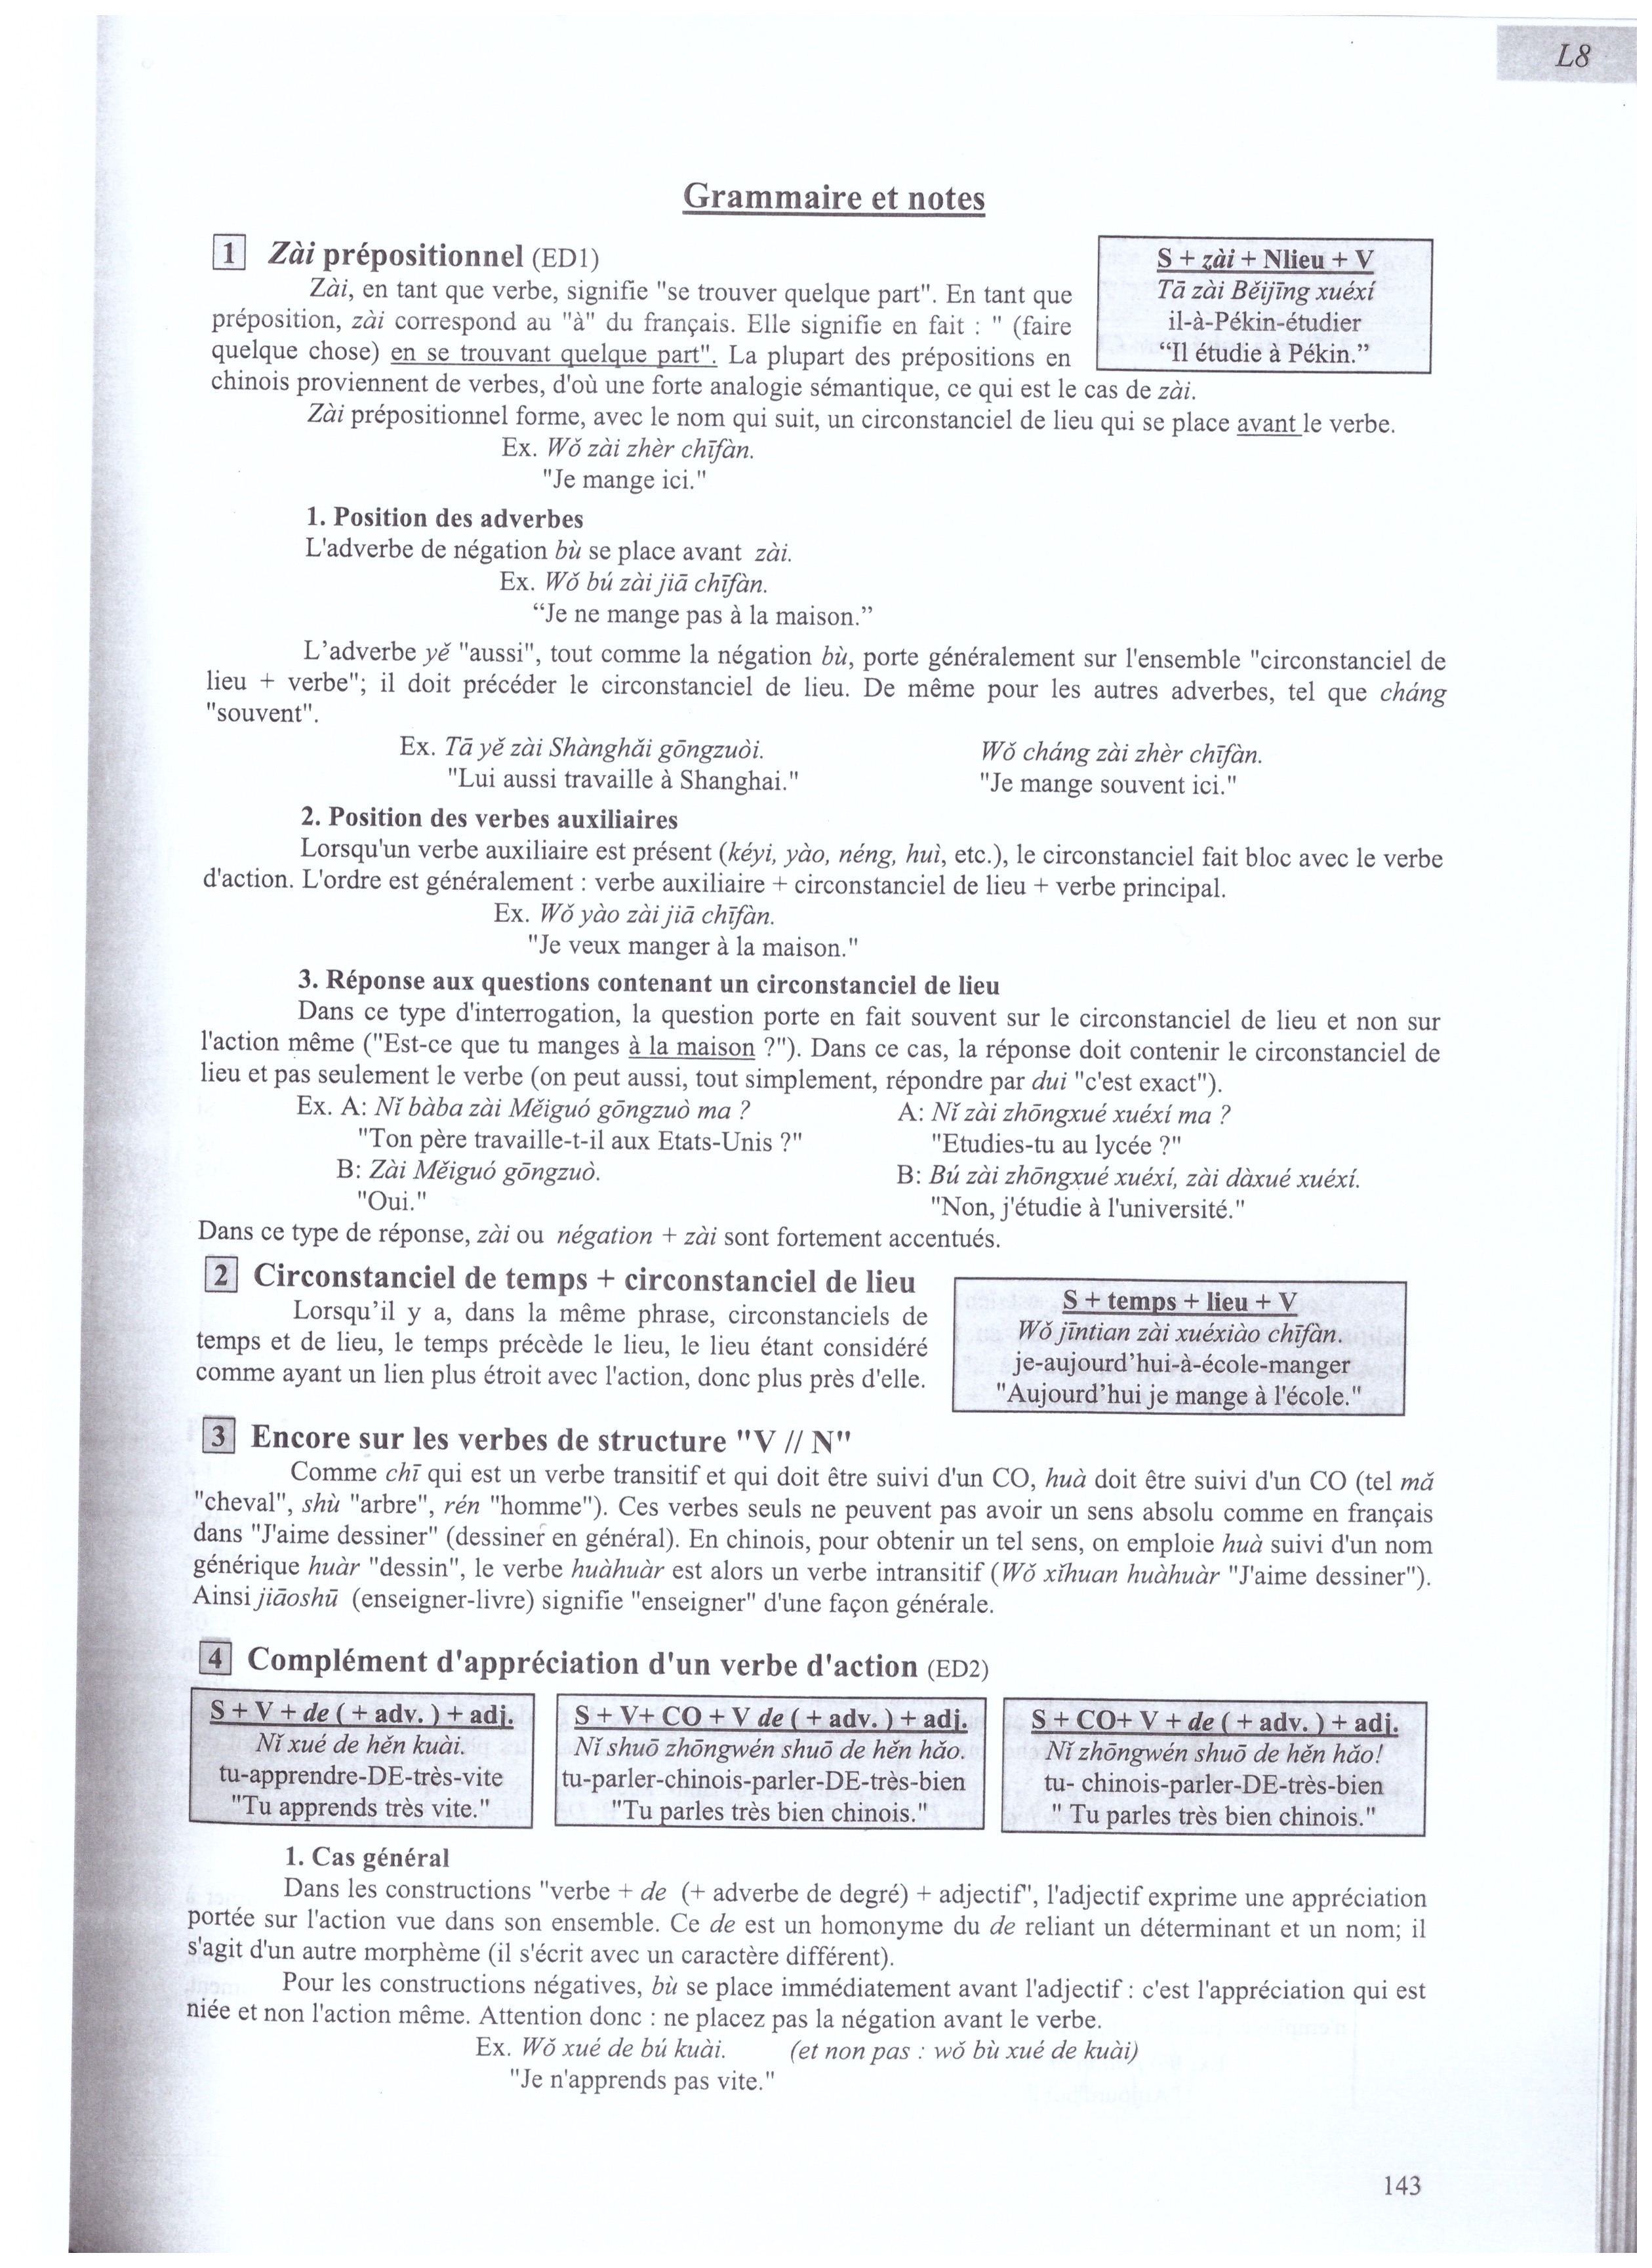 L8
Grammaire et notes
1 Zài prépositionnel (ED1)
Zài, en tant que verbe, signifie "se trouver quelque part". En tant que
préposition, zài correspond au "à" du français. Elle signifie en fait : " (faire
quelque chose) en se trouvant quelque part". La plupart des prépositions en
chinois proviennent de verbes, d'où une forte analogie sémantique, ce qui est le cas de zài.
S + zài + Nlieu + V
Tā zài Běijīng xuéxí
il-à-Pékin-étudier
“Il étudie à Pékin.”
Zài prépositionnel forme, avec le nom qui suit, un circonstanciel de lieu qui se place avant le verbe.
Ex. Wǒ zài zhèr chīfàn.
"Je mange ici."
1. Position des adverbes
L'adverbe de négation bù se place avant zài.
Ex. Wǒ bú zài jiā chīfàn.
“Je ne mange pas à la maison.”
L’adverbe yě "aussi", tout comme la négation bù, porte généralement sur l'ensemble "circonstanciel de
lieu + verbe"; il doit précéder le circonstanciel de lieu. De même pour les autres adverbes, tel que cháng
"souvent".
Ex. Tā yě zài Shànghǎi gōngzuòi. Wǒ cháng zài zhèr chīfàn.
"Lui aussi travaille à Shanghai." "Je mange souvent ici."
2. Position des verbes auxiliaires
Lorsqu'un verbe auxiliaire est présent (kéyi, yào, néng, huì, etc.), le circonstanciel fait bloc avec le verbe
d'action. L'ordre est généralement : verbe auxiliaire + circonstanciel de lieu + verbe principal.
Ex. Wǒ yào zài jiā chīfàn.
"Je veux manger à la maison."
3. Réponse aux questions contenant un circonstanciel de lieu
Dans ce type d'interrogation, la question porte en fait souvent sur le circonstanciel de lieu et non sur
l'action même ("Est-ce que tu manges à la maison ?"). Dans ce cas, la réponse doit contenir le circonstanciel de
lieu et pas seulement le verbe (on peut aussi, tout simplement, répondre par dui "c'est exact").
Ex. A: Nǐ bàba zài Měiguó gōngzuò ma ? A: Nǐ zài zhōngxué xuéxí ma ?
"Ton père travaille-t-il aux Etats-Unis ?" "Etudies-tu au lycée ?"
B: Zài Měiguó gōngzuò. B: Bú zài zhōngxué xuéxí, zài dàxué xuéxí.
"Oui." "Non, j'étudie à l'université."
Dans ce type de réponse, zài ou négation + zài sont fortement accentués.
2 Circonstanciel de temps + circonstanciel de lieu
Lorsqu’il y a, dans la même phrase, circonstanciels de
temps et de lieu, le temps précède le lieu, le lieu étant considéré
comme ayant un lien plus étroit avec l'action, donc plus près d'elle.
S + temps + lieu + V
Wǒ jīntian zài xuéxiào chīfàn.
je-aujourd’hui-à-école-manger
"Aujourd’hui je mange à l'école."
3 Encore sur les verbes de structure "V // N"
Comme chī qui est un verbe transitif et qui doit être suivi d'un CO, huà doit être suivi d'un CO (tel mǎ
"cheval", shù "arbre", rén "homme"). Ces verbes seuls ne peuvent pas avoir un sens absolu comme en français
dans "J'aime dessiner" (dessiner en général). En chinois, pour obtenir un tel sens, on emploie huà suivi d'un nom
générique huàr "dessin", le verbe huàhuàr est alors un verbe intransitif (Wǒ xǐhuan huàhuàr "J'aime dessiner").
Ainsi jiāoshū (enseigner-livre) signifie "enseigner" d'une façon générale.
4 Complément d'appréciation d'un verbe d'action (ED2)
S + V + de ( + adv. ) + adj.
Nǐ xué de hěn kuài.
tu-apprendre-DE-très-vite
"Tu apprends très vite."
S + V+ CO + V de ( + adv. ) + adj.
Nǐ shuō zhōngwén shuō de hěn hǎo.
tu-parler-chinois-parler-DE-très-bien
"Tu parles très bien chinois."
S + CO+ V + de ( + adv. ) + adj.
Nǐ zhōngwén shuō de hěn hǎo!
tu- chinois-parler-DE-très-bien
" Tu parles très bien chinois."
1. Cas général
Dans les constructions "verbe + de (+ adverbe de degré) + adjectif", l'adjectif exprime une appréciation
portée sur l'action vue dans son ensemble. Ce de est un homonyme du de reliant un déterminant et un nom; il
s'agit d'un autre morphème (il s'écrit avec un caractère différent).
Pour les constructions négatives, bù se place immédiatement avant l'adjectif : c'est l'appréciation qui est
niée et non l'action même. Attention donc : ne placez pas la négation avant le verbe.
Ex. Wǒ xué de bú kuài. (et non pas : wǒ bù xué de kuài)
"Je n'apprends pas vite."
143